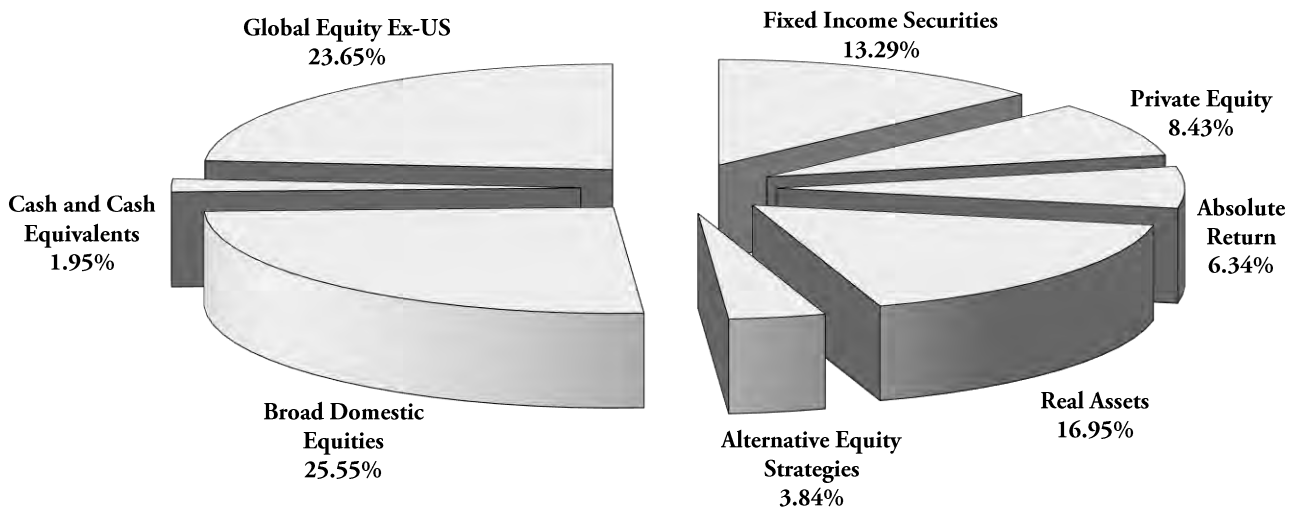 Global Equity Ex-US
23.65%
Fixed Income Securities
13.29%
Private Equity
8.43%
Absolute
Return
6.34%
Real Assets
16.95%
Alternative Equity
Strategies
3.84%
Broad Domestic
Equities
25.55%
Cash and Cash
Equivalents
1.95%